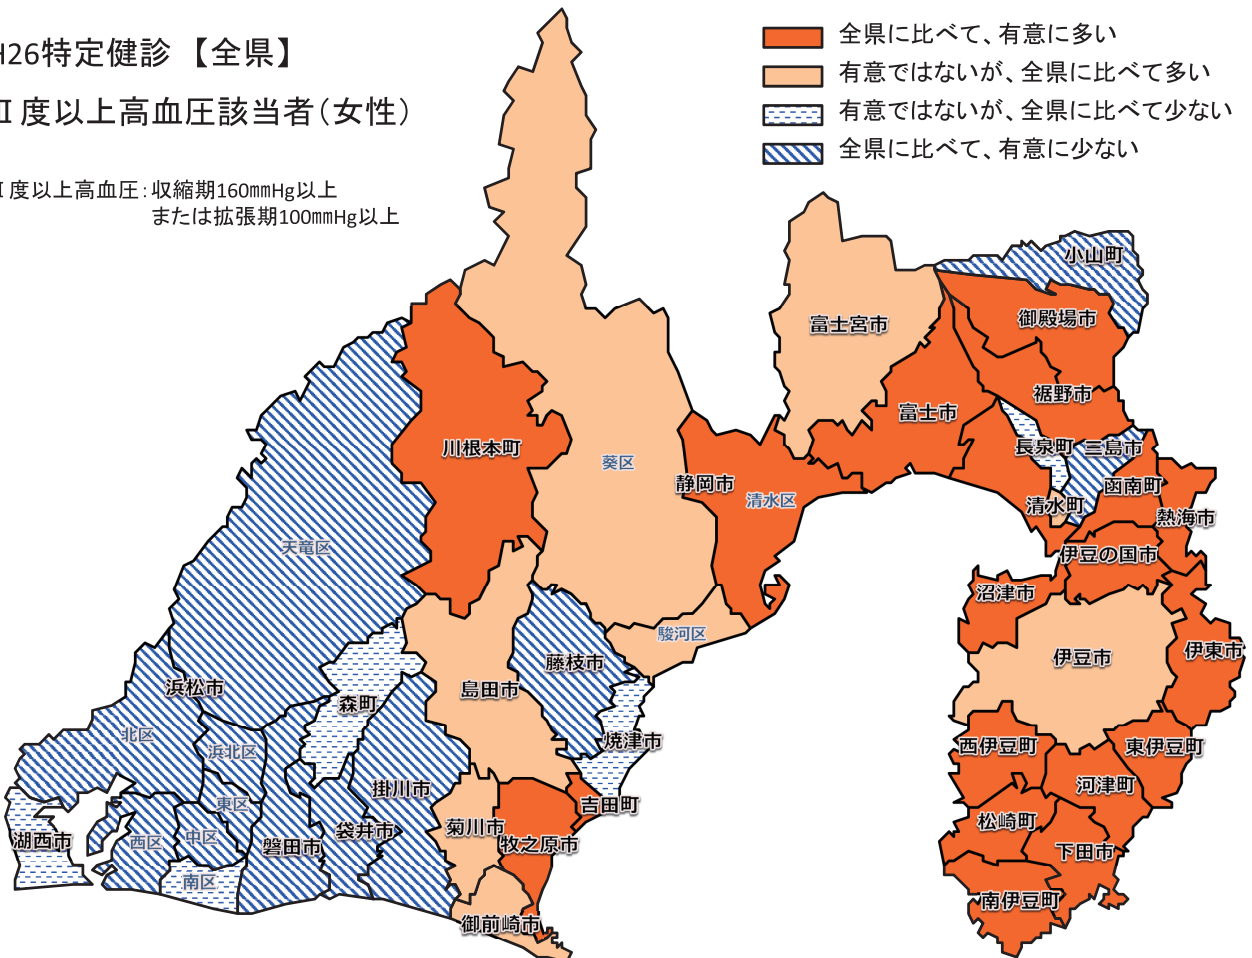 H26特定健診 【全県】
Ⅱ度以上高血圧該当者(女性)
Ⅱ度以上高血圧:収縮期160mmHg以上
または拡張期100mmHg以上
全県に比べて、有意に多い
有意ではないが、全県に比べて多い
有意ではないが、全県に比べて少ない
全県に比べて、有意に少ない
小山町
御殿場市
富士宮市
裾野市
富士市
長泉町
三島市
川根本町
葵区
静岡市
清水区
函南町
清水町
熱海市
天竜区
伊豆の国市
沼津市
駿河区
伊豆市
伊東市
藤枝市
浜松市
島田市
森町
北区
浜北区
焼津市
西伊豆町
東伊豆町
河津町
掛川市
東区
吉田町
湖西市
西区
中区
磐田市
袋井市
菊川市
牧之原市
松崎町
下田市
南区
南伊豆町
御前崎市